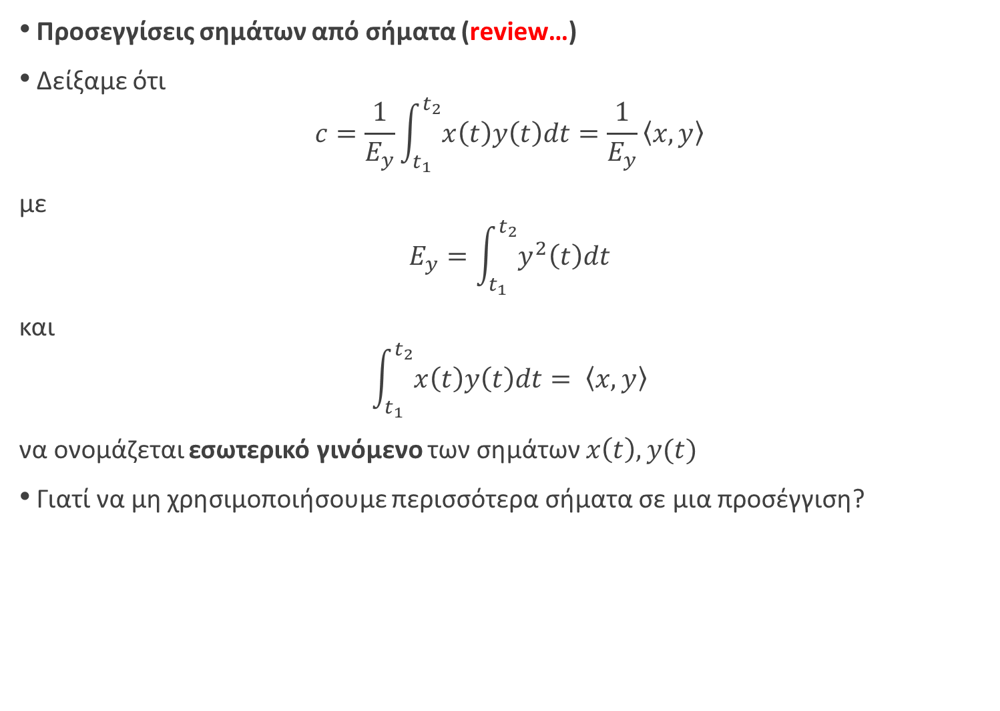 • Προσεγγίσεις σημάτων από σήματα (review…)
• Δείξαμε ότι
$c = \frac{1}{E_y} \int_{t_1}^{t_2} x(t)y(t)dt = \frac{1}{E_y} \langle x, y \rangle$
με
$E_y = \int_{t_1}^{t_2} y^2(t)dt$
και
$\int_{t_1}^{t_2} x(t)y(t)dt = \langle x, y \rangle$
να ονομάζεται εσωτερικό γινόμενο των σημάτων $x(t), y(t)$
• Γιατί να μη χρησιμοποιήσουμε περισσότερα σήματα σε μια προσέγγιση?